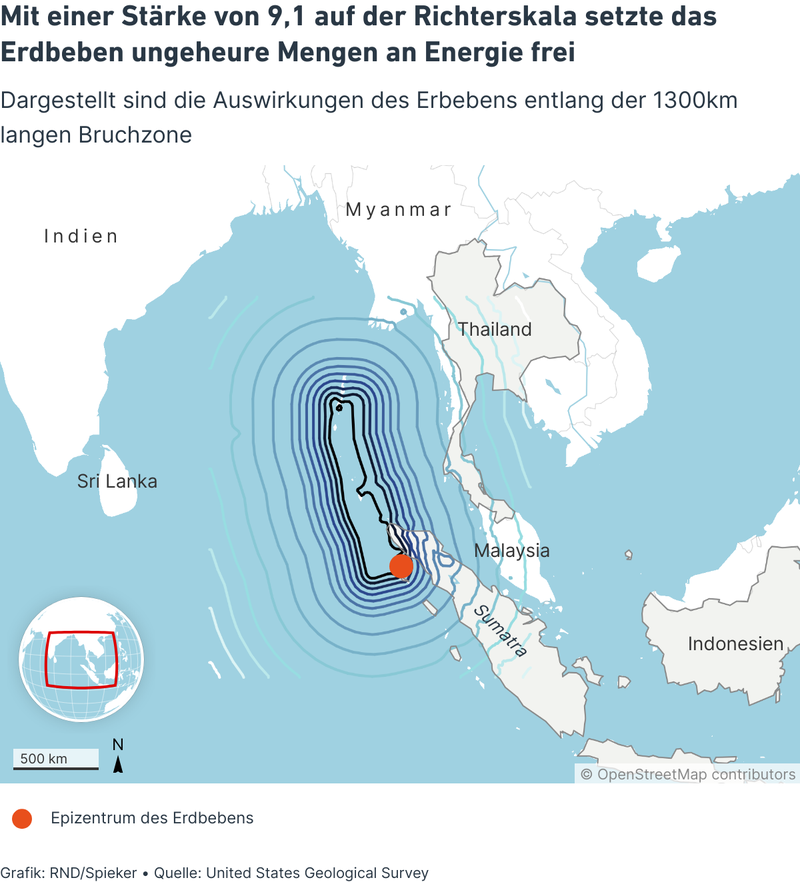 Mit einer Stärke von 9,1 auf der Richterskala setzte das
Erdbeben ungeheure Mengen an Energie frei
Dargestellt sind die Auswirkungen des Erbebens entlang der 1300km
langen Bruchzone
Myanmar
Indien
Thailand
Sri Lanka
Malaysia
Sumatra
Indonesien
500 km
N
© OpenStreetMap contributors
Epizentrum des Erdbebens
Grafik: RND/Spieker • Quelle: United States Geological Survey